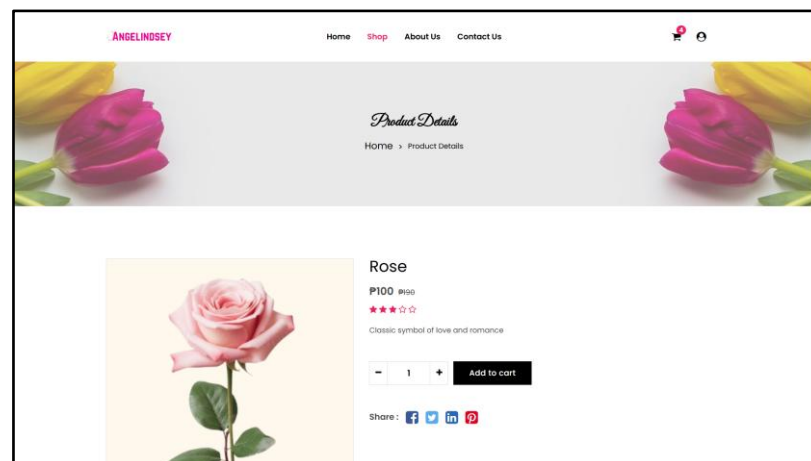 ANGELINDSEY
Home Shop About Us Contact Us
4
Product Details
Home > Product Details
Rose
₱100 ₱190
Classic symbol of love and romance
- 1 + Add to cart
Share :